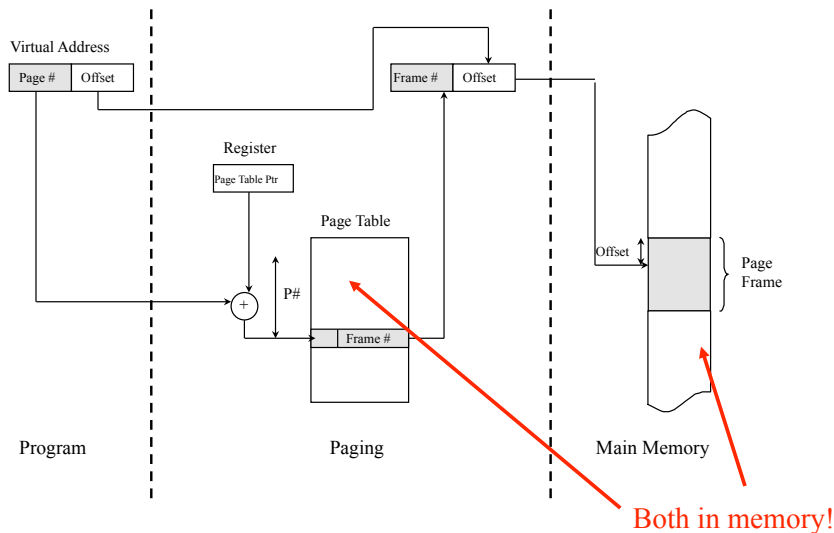 Virtual Address
Page # Offset
Frame # Offset
Register
Page Table Ptr
Page Table
P#
+
Frame #
Offset
Page
Frame
Program
Paging
Main Memory
Both in memory!